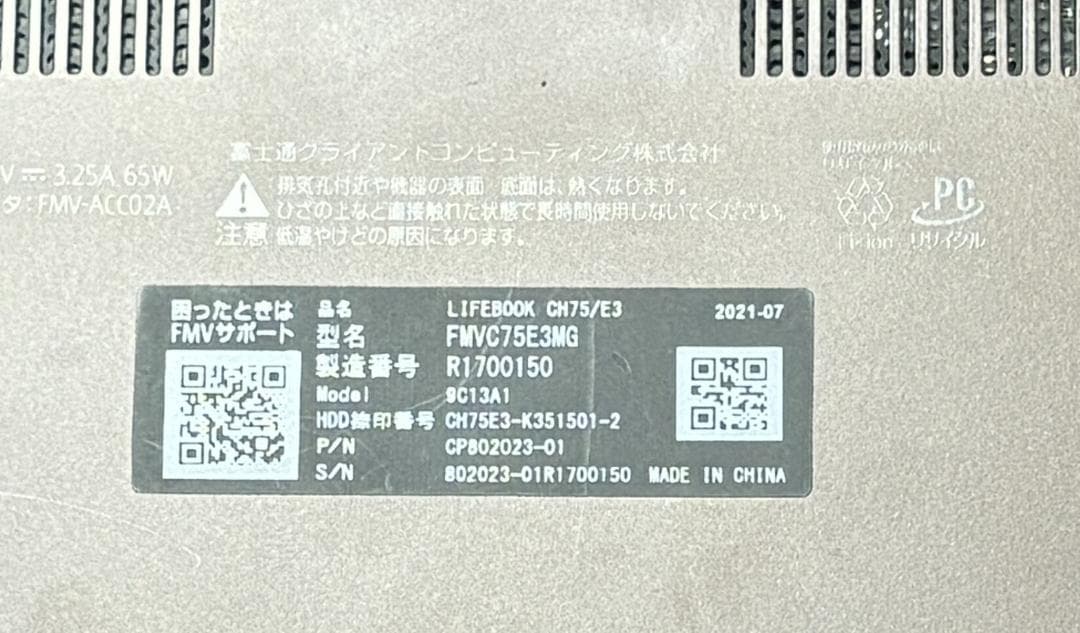 富士通クライアントコンピューティング株式会社
V ⎓ 3.25A 65W
タ:FMV-ACC02A
排気孔付近や機器の表面 底面は、熱くなります。
ひざの上など直接触れた状態で長時間使用しないでください。
注意 低温やけどの原因になります。
Li-ion
PC
リサイクル
困ったときは
FMVサポート
品名 LIFEBOOK CH75/E3 2021-07
型名 FMVC75E3MG
製造番号 R1700150
Model 9C13A1
HDD捺印番号 CH75E3-K351501-2
P/N CP802023-01
S/N 802023-01R1700150 MADE IN CHINA